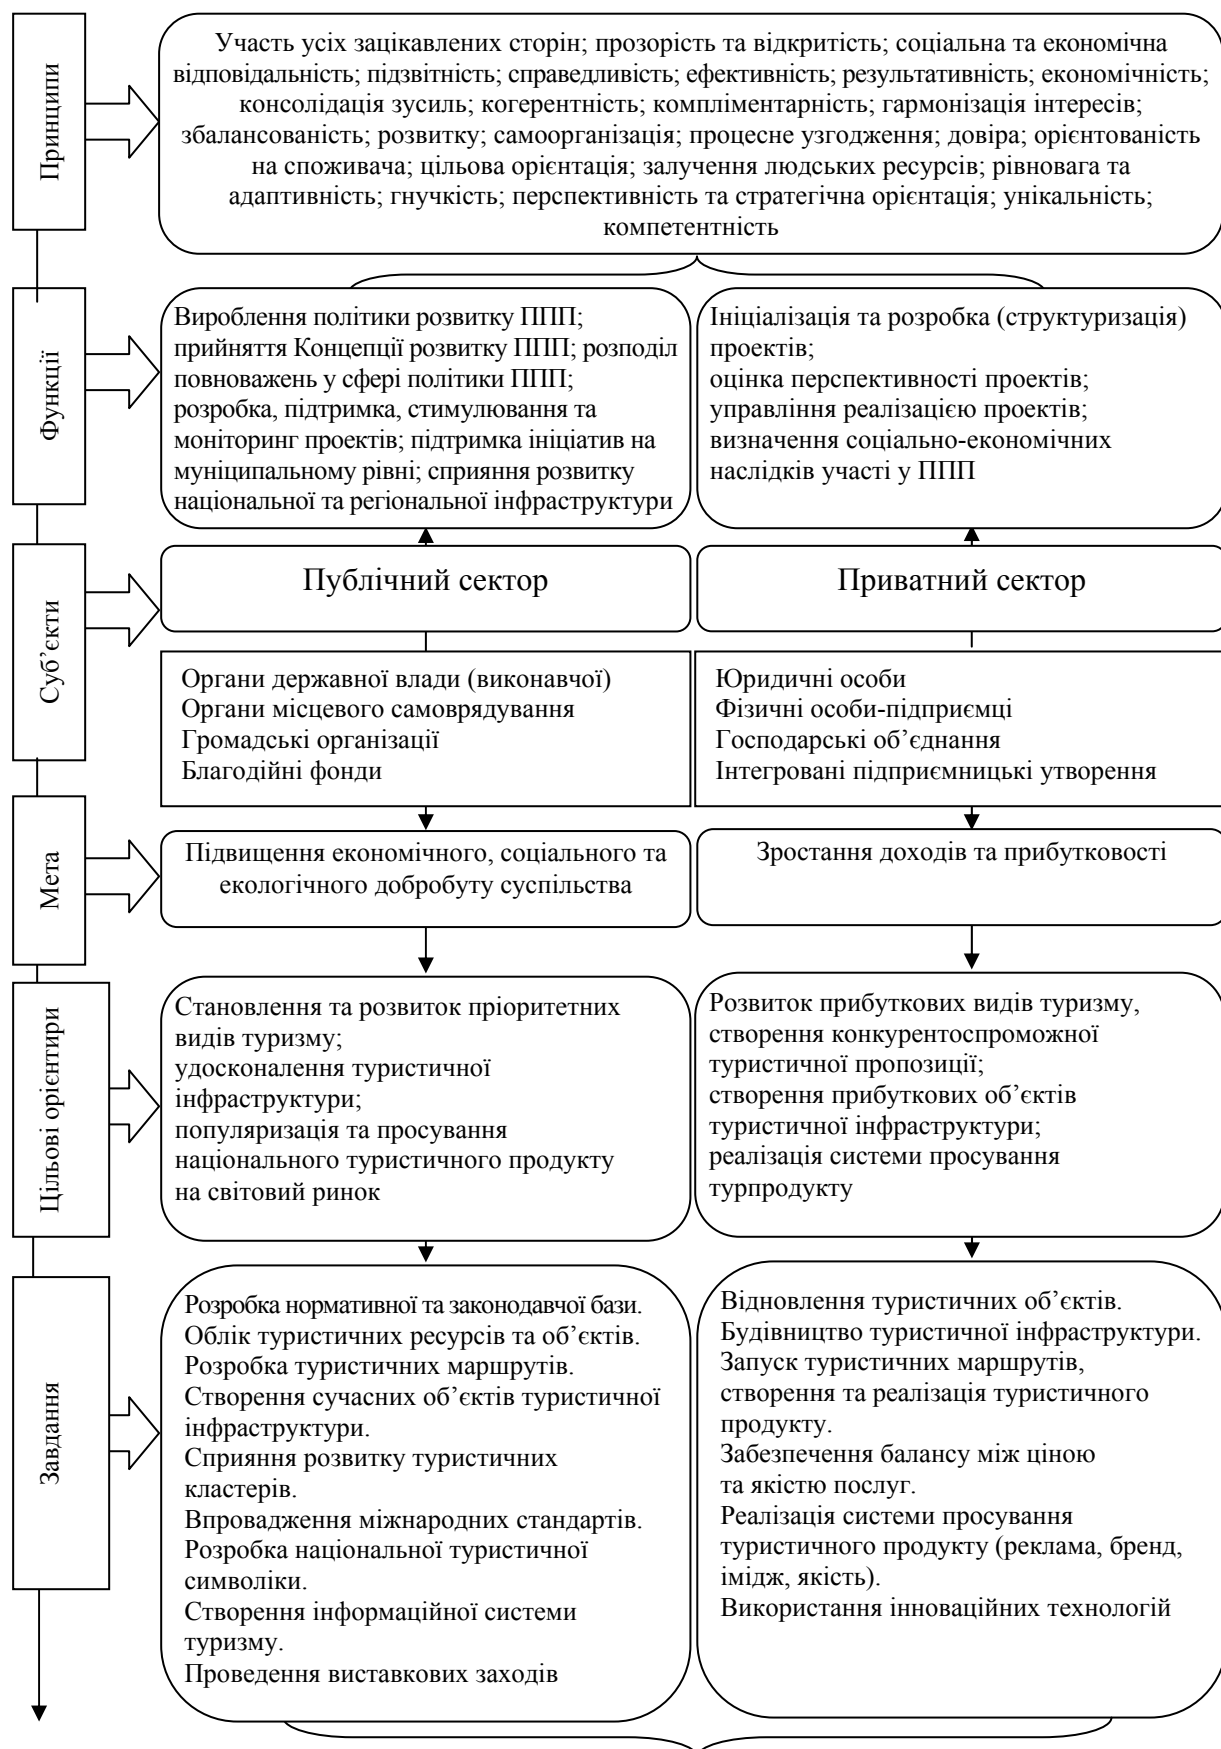 Принципи
Участь усіх зацікавлених сторін; прозорість та відкритість; соціальна та економічна
відповідальність; підзвітність; справедливість; ефективність; результативність; економічність;
консолідація зусиль; когерентність; компліментарність; гармонізація інтересів;
збалансованість; розвитку; самоорганізація; процесне узгодження; довіра; орієнтованість
на споживача; цільова орієнтація; залучення людських ресурсів; рівновага та
адаптивність; гнучкість; перспективність та стратегічна орієнтація; унікальність;
компетентність
Функції
Вироблення політики розвитку ППП;
прийняття Концепції розвитку ППП; розподіл
повноважень у сфері політики ППП;
розробка, підтримка, стимулювання та
моніторинг проектів; підтримка ініціатив на
муніципальному рівні; сприяння розвитку
національної та регіональної інфраструктури
Ініціалізація та розробка (структуризація)
проектів;
оцінка перспективності проектів;
управління реалізацією проектів;
визначення соціально-економічних
наслідків участі у ППП
Суб’єкти
Публічний сектор
Приватний сектор
Органи державної влади (виконавчої)
Органи місцевого самоврядування
Громадські організації
Благодійні фонди
Юридичні особи
Фізичні особи-підприємці
Господарські об’єднання
Інтегровані підприємницькі утворення
Мета
Підвищення економічного, соціального та
екологічного добробуту суспільства
Зростання доходів та прибутковості
Цільові орієнтири
Становлення та розвиток пріоритетних
видів туризму;
удосконалення туристичної
інфраструктури;
популяризація та просування
національного туристичного продукту
на світовий ринок
Розвиток прибуткових видів туризму,
створення конкурентоспроможної
туристичної пропозиції;
створення прибуткових об’єктів
туристичної інфраструктури;
реалізація системи просування
турпродукту
Завдання
Розробка нормативної та законодавчої бази.
Облік туристичних ресурсів та об’єктів.
Розробка туристичних маршрутів.
Створення сучасних об’єктів туристичної
інфраструктури.
Сприяння розвитку туристичних
кластерів.
Впровадження міжнародних стандартів.
Розробка національної туристичної
символіки.
Створення інформаційної системи
туризму.
Проведення виставкових заходів
Відновлення туристичних об’єктів.
Будівництво туристичної інфраструктури.
Запуск туристичних маршрутів,
створення та реалізація туристичного
продукту.
Забезпечення балансу між ціною
та якістю послуг.
Реалізація системи просування
туристичного продукту (реклама, бренд,
імідж, якість).
Використання інноваційних технологій